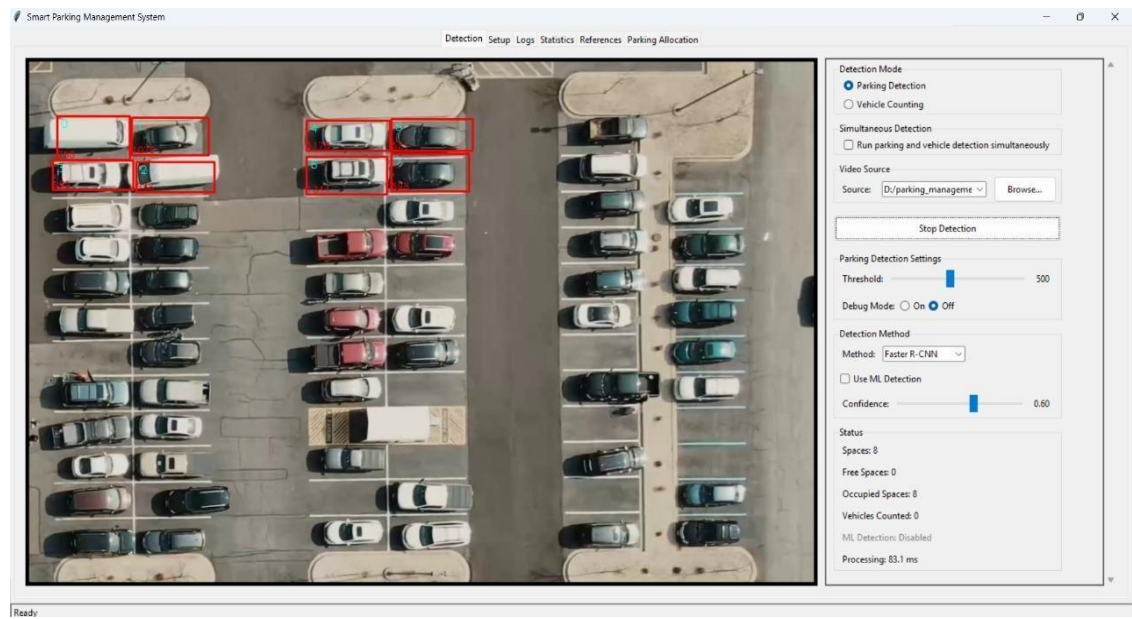 Smart Parking Management System
Detection Setup Logs Statistics References Parking Allocation
Detection Mode
Parking Detection
Vehicle Counting
Simultaneous Detection
Run parking and vehicle detection simultaneously
Video Source
Source: D:/parking_manageme Browse...
Stop Detection
Parking Detection Settings
Threshold: 500
Debug Mode: On Off
Detection Method
Method: Faster R-CNN
Use ML Detection
Confidence: 0.60
Status
Spaces: 8
Free Spaces: 0
Occupied Spaces: 8
Vehicles Counted: 0
ML Detection: Disabled
Processing: 83.1 ms
Ready